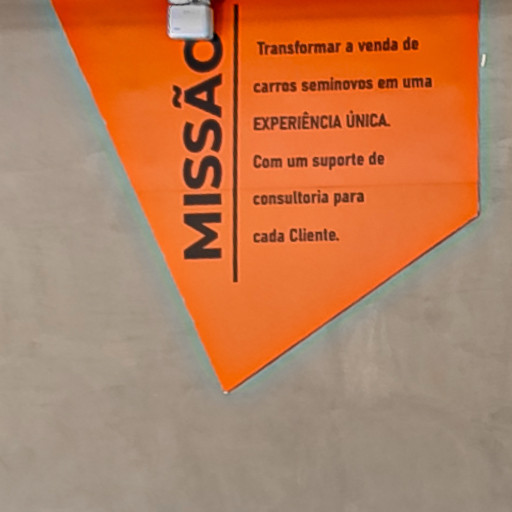 MISSÃO
Transformar a venda de
carros seminovos em uma
EXPERIÊNCIA ÚNICA.
Com um suporte de
consultoria para
cada Cliente.